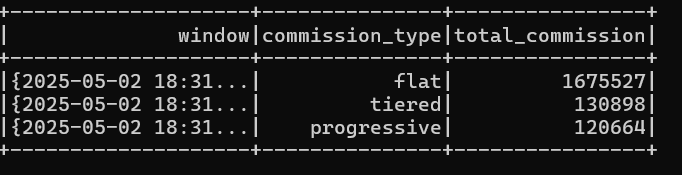 +--------------------+---------------+----------------+
|              window|commission_type|total_commission|
+--------------------+---------------+----------------+
|{2025-05-02 18:31...|           flat|         1675527|
|{2025-05-02 18:31...|         tiered|          130898|
|{2025-05-02 18:31...|    progressive|          120664|
+--------------------+---------------+----------------+